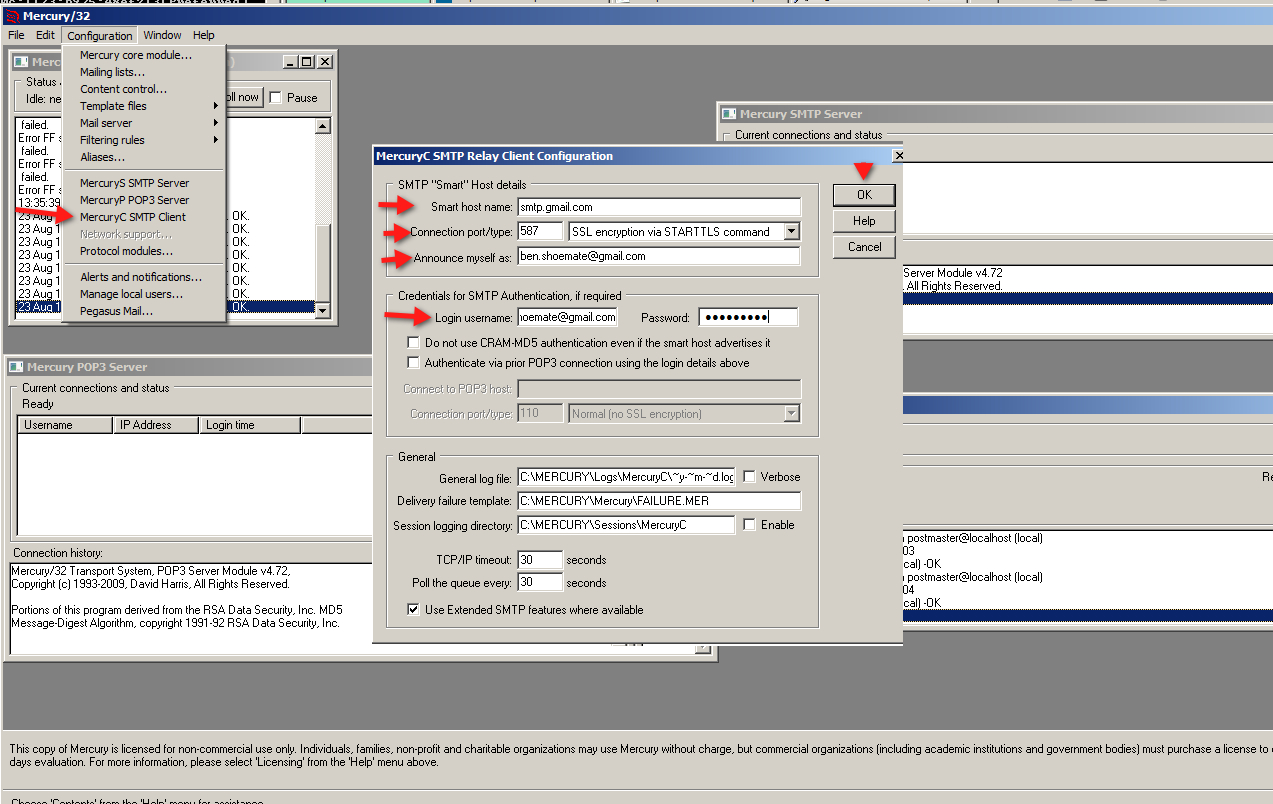 Mercury/32
File Edit Configuration Window Help
Mercury core module...
Mailing lists...
Content control...
Template files
Mail server
Filtering rules
Aliases...
MercuryS SMTP Server
MercuryP POP3 Server
MercuryC SMTP Client
Network support...
Protocol modules...
Alerts and notifications...
Manage local users...
Pegasus Mail...
Status
Idle: ne
oll now Pause
failed.
Error FF s
failed.
Error FF s
failed.
Error FF s
13:35:39
23 Aug 1 OK.
23 Aug 1 OK.
23 Aug 1 OK.
23 Aug 1 OK.
23 Aug 1 OK.
23 Aug 1 OK.
23 Aug 1 OK.
23 Aug 1 OK.
Mercury SMTP Server
Current connections and status
Server Module v4.72
All Rights Reserved.
MercuryC SMTP Relay Client Configuration
SMTP "Smart" Host details
Smart host name: smtp.gmail.com
Connection port/type: 587 SSL encryption via STARTTLS command
Announce myself as: ben.shoemate@gmail.com
OK
Help
Cancel
Credentials for SMTP Authentication, if required
Login username: hoemate@gmail.com Password: •••••••••
Do not use CRAM-MD5 authentication even if the smart host advertises it
Authenticate via prior POP3 connection using the login details above
Connect to POP3 host:
Connection port/type: 110 Normal (no SSL encryption)
General
General log file: C:\MERCURY\Logs\MercuryC\~y-~m-~d.log Verbose
Delivery failure template: C:\MERCURY\Mercury\FAILURE.MER
Session logging directory: C:\MERCURY\Sessions\MercuryC Enable
TCP/IP timeout: 30 seconds
Poll the queue every: 30 seconds
Use Extended SMTP features where available
Mercury POP3 Server
Current connections and status
Ready
Username IP Address Login time
Connection history:
Mercury/32 Transport System, POP3 Server Module v4.72,
Copyright (c) 1993-2009, David Harris, All Rights Reserved.
Portions of this program derived from the RSA Data Security, Inc. MD5
Message-Digest Algorithm, copyright 1991-92 RSA Data Security, Inc.
Re
postmaster@localhost (local)
03
cal) -OK
postmaster@localhost (local)
04
cal) -OK
This copy of Mercury is licensed for non-commercial use only. Individuals, families, non-profit and charitable organizations may use Mercury without charge, but commercial organizations (including academic institutions and government bodies) must purchase a license to
days evaluation. For more information, please select 'Licensing' from the 'Help' menu above.
Choose 'Contents' from the 'Help' menu for assistance